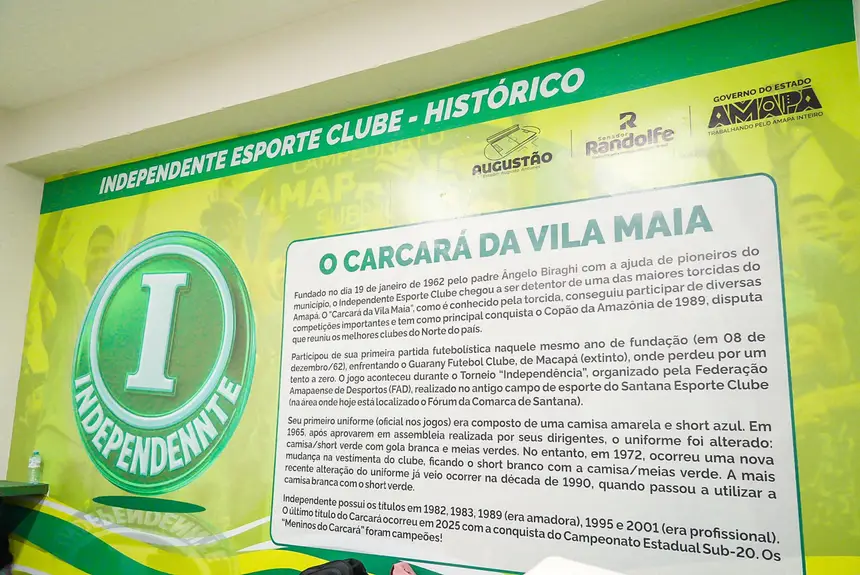 INDEPENDENTE ESPORTE CLUBE - HISTÓRICO
AUGUSTÃO
Senador
Randolfe
GOVERNO DO ESTADO
AMAPÁ
TRABALHANDO PELO AMAPÁ INTEIRO
I
INDEPENDENNTE
O CARCARÁ DA VILA MAIA
Fundado no dia 19 de janeiro de 1962 pelo padre Ângelo Biraghi com a ajuda de pioneiros do
município, o Independente Esporte Clube chegou a ser detentor de uma das maiores torcidas do
Amapá. O "Carcará da Vila Maia", como é conhecido pela torcida, conseguiu participar de diversas
competições importantes e tem como principal conquista o Copão da Amazônia de 1989, disputa
que reuniu os melhores clubes do Norte do país.
Participou de sua primeira partida futebolística naquele mesmo ano de fundação (em 08 de
dezembro/62), enfrentando o Guarany Futebol Clube, de Macapá (extinto), onde perdeu por um
tento a zero. O jogo aconteceu durante o Torneio "Independência", organizado pela Federação
Amapaense de Desportos (FAD), realizado no antigo campo de esporte do Santana Esporte Clube
(na área onde hoje está localizado o Fórum da Comarca de Santana).
Seu primeiro uniforme (oficial nos jogos) era composto de uma camisa amarela e short azul. Em
1965, após aprovarem em assembleia realizada por seus dirigentes, o uniforme foi alterado:
camisa/short verde com gola branca e meias verdes. No entanto, em 1972, ocorreu uma nova
mudança na vestimenta do clube, ficando o short branco com a camisa/meias verde. A mais
recente alteração do uniforme já veio ocorrer na década de 1990, quando passou a utilizar a
camisa branca com o short verde.
Independente possui os títulos em 1982, 1983, 1989 (era amadora), 1995 e 2001 (era profissional).
O último título do Carcará ocorreu em 2025 com a conquista do Campeonato Estadual Sub-20. Os
"Meninos do Carcará" foram campeões!